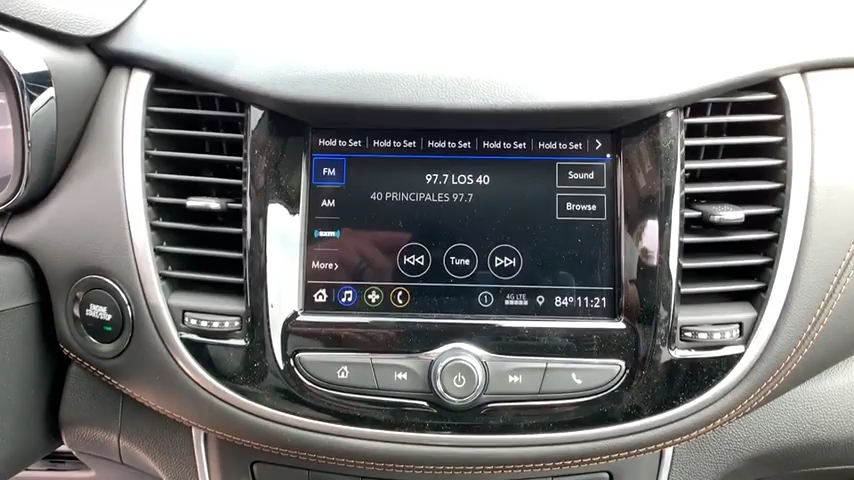 Hold to Set Hold to Set Hold to Set Hold to Set Hold to Set
FM
97.7 LOS 40
Sound
AM
40 PRINCIPALES 97.7
Browse
SXM
More
Tune
1
4G LTE
84° 11:21
ENGINE
START/STOP